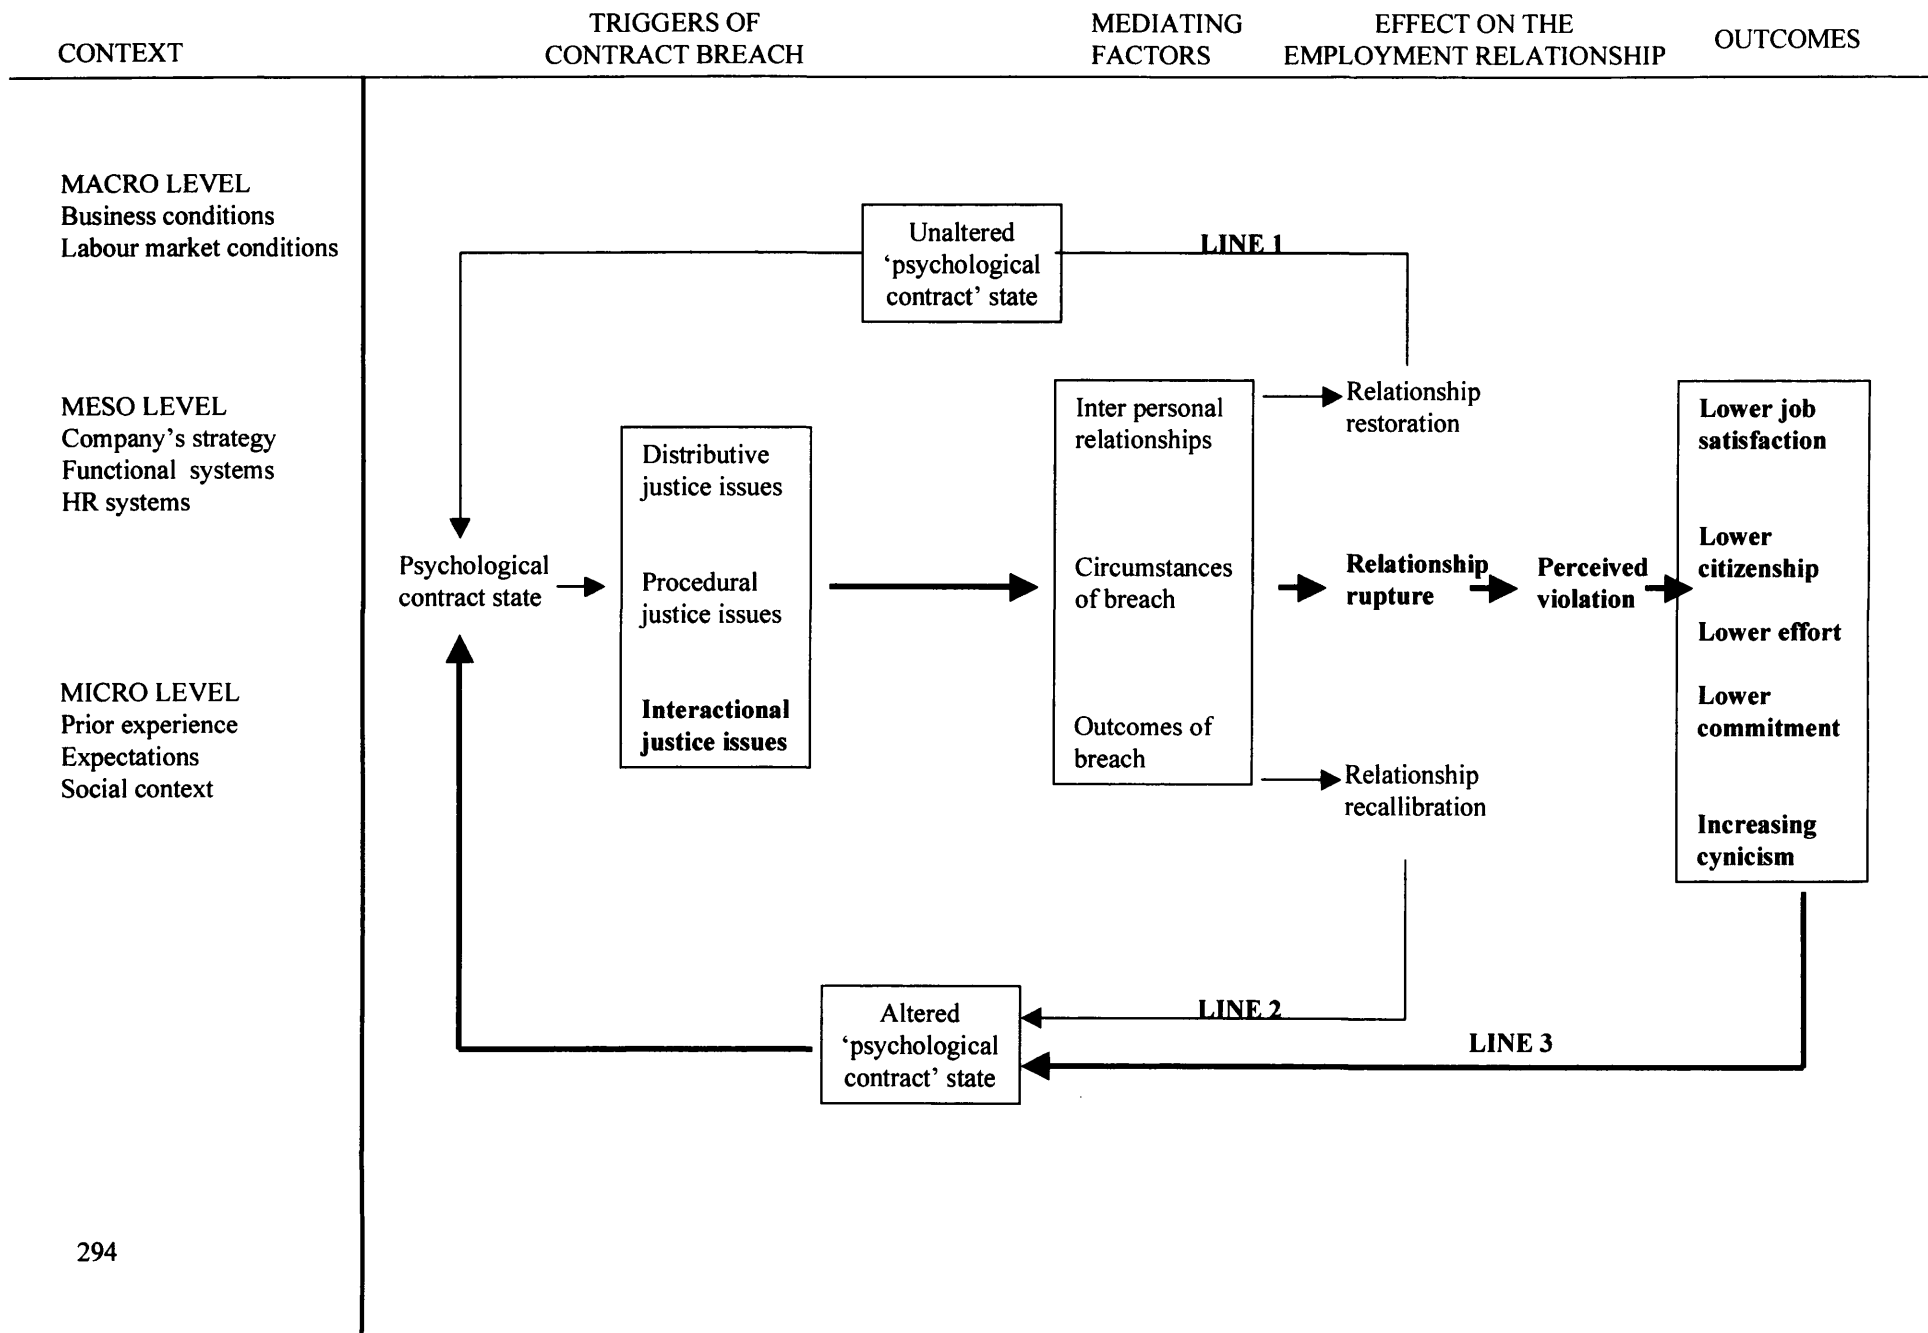 CONTEXT
TRIGGERS OF
CONTRACT BREACH
MEDIATING
FACTORS
EFFECT ON THE
EMPLOYMENT RELATIONSHIP
OUTCOMES
MACRO LEVEL
Business conditions
Labour market conditions
MESO LEVEL
Company's strategy
Functional systems
HR systems
MICRO LEVEL
Prior experience
Expectations
Social context
Unaltered
‘psychological
contract’ state
LINE 1
Psychological
contract state
Distributive
justice issues
Procedural
justice issues
Interactional
justice issues
Inter personal
relationships
Circumstances
of breach
Outcomes of
breach
Relationship
restoration
Relationship
rupture
Perceived
violation
Relationship
recallibration
Lower job
satisfaction
Lower
citizenship
Lower effort
Lower
commitment
Increasing
cynicism
Altered
‘psychological
contract’ state
LINE 2
LINE 3
294